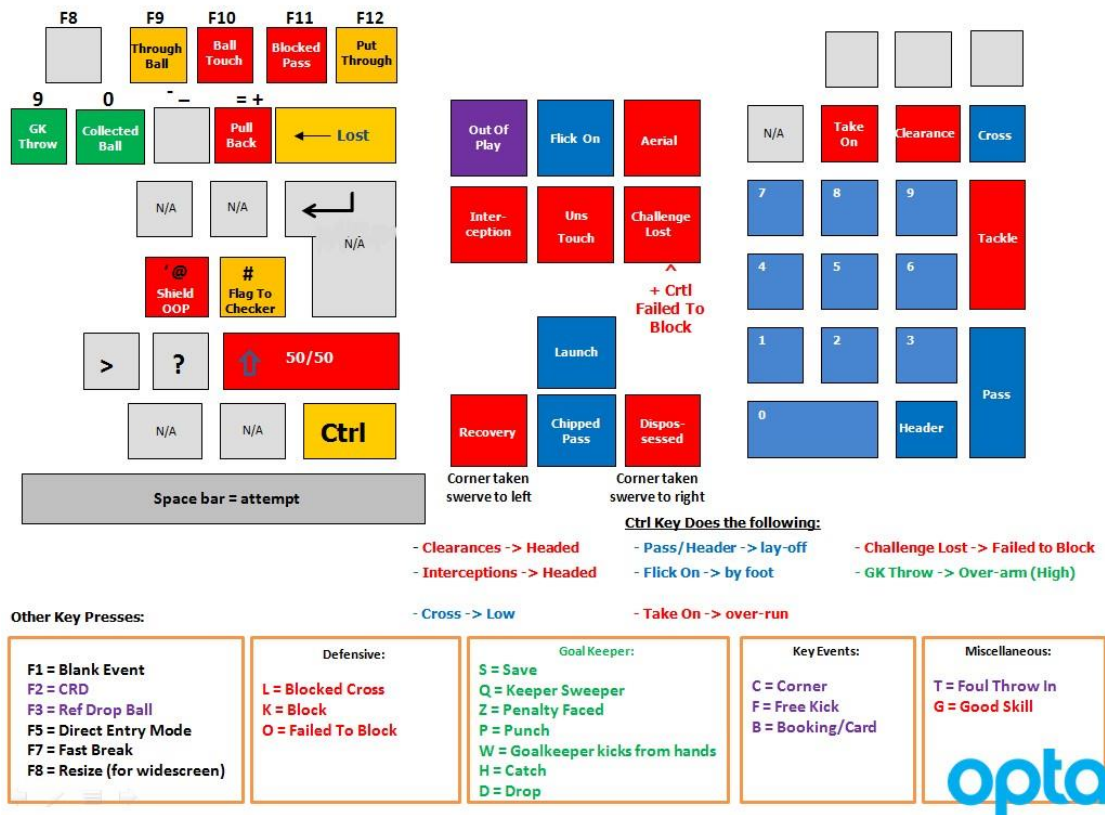 F8 F9 F10 F11 F12
Through Ball
Ball Touch
Blocked Pass
Put Through
9 0 - _ = +
GK Throw
Collected Ball
Pull Back
← Lost
N/A
N/A
N/A
' @
Shield OOP
#
Flag To Checker
>
?
50/50
N/A
N/A
Ctrl
Space bar = attempt
Out Of Play
Flick On
Aerial
Inter-ception
Uns Touch
Challenge Lost
^
+ Crtl
Failed To
Block
Launch
Recovery
Chipped Pass
Dispos-sessed
Corner taken
swerve to left
Corner taken
swerve to right
N/A
Take On
Clearance
Cross
7 8 9
Tackle
4 5 6
1 2 3
Pass
0
Header
Ctrl Key Does the following:
- Clearances -> Headed
- Pass/Header -> lay-off
- Challenge Lost -> Failed to Block
- Interceptions -> Headed
- Flick On -> by foot
- GK Throw -> Over-arm (High)
- Cross -> Low
- Take On -> over-run
Other Key Presses:
F1 = Blank Event
F2 = CRD
F3 = Ref Drop Ball
F5 = Direct Entry Mode
F7 = Fast Break
F8 = Resize (for widescreen)
Defensive:
L = Blocked Cross
K = Block
O = Failed To Block
Goal Keeper:
S = Save
Q = Keeper Sweeper
Z = Penalty Faced
P = Punch
W = Goalkeeper kicks from hands
H = Catch
D = Drop
Key Events:
C = Corner
F = Free Kick
B = Booking/Card
Miscellaneous:
T = Foul Throw In
G = Good Skill
opta